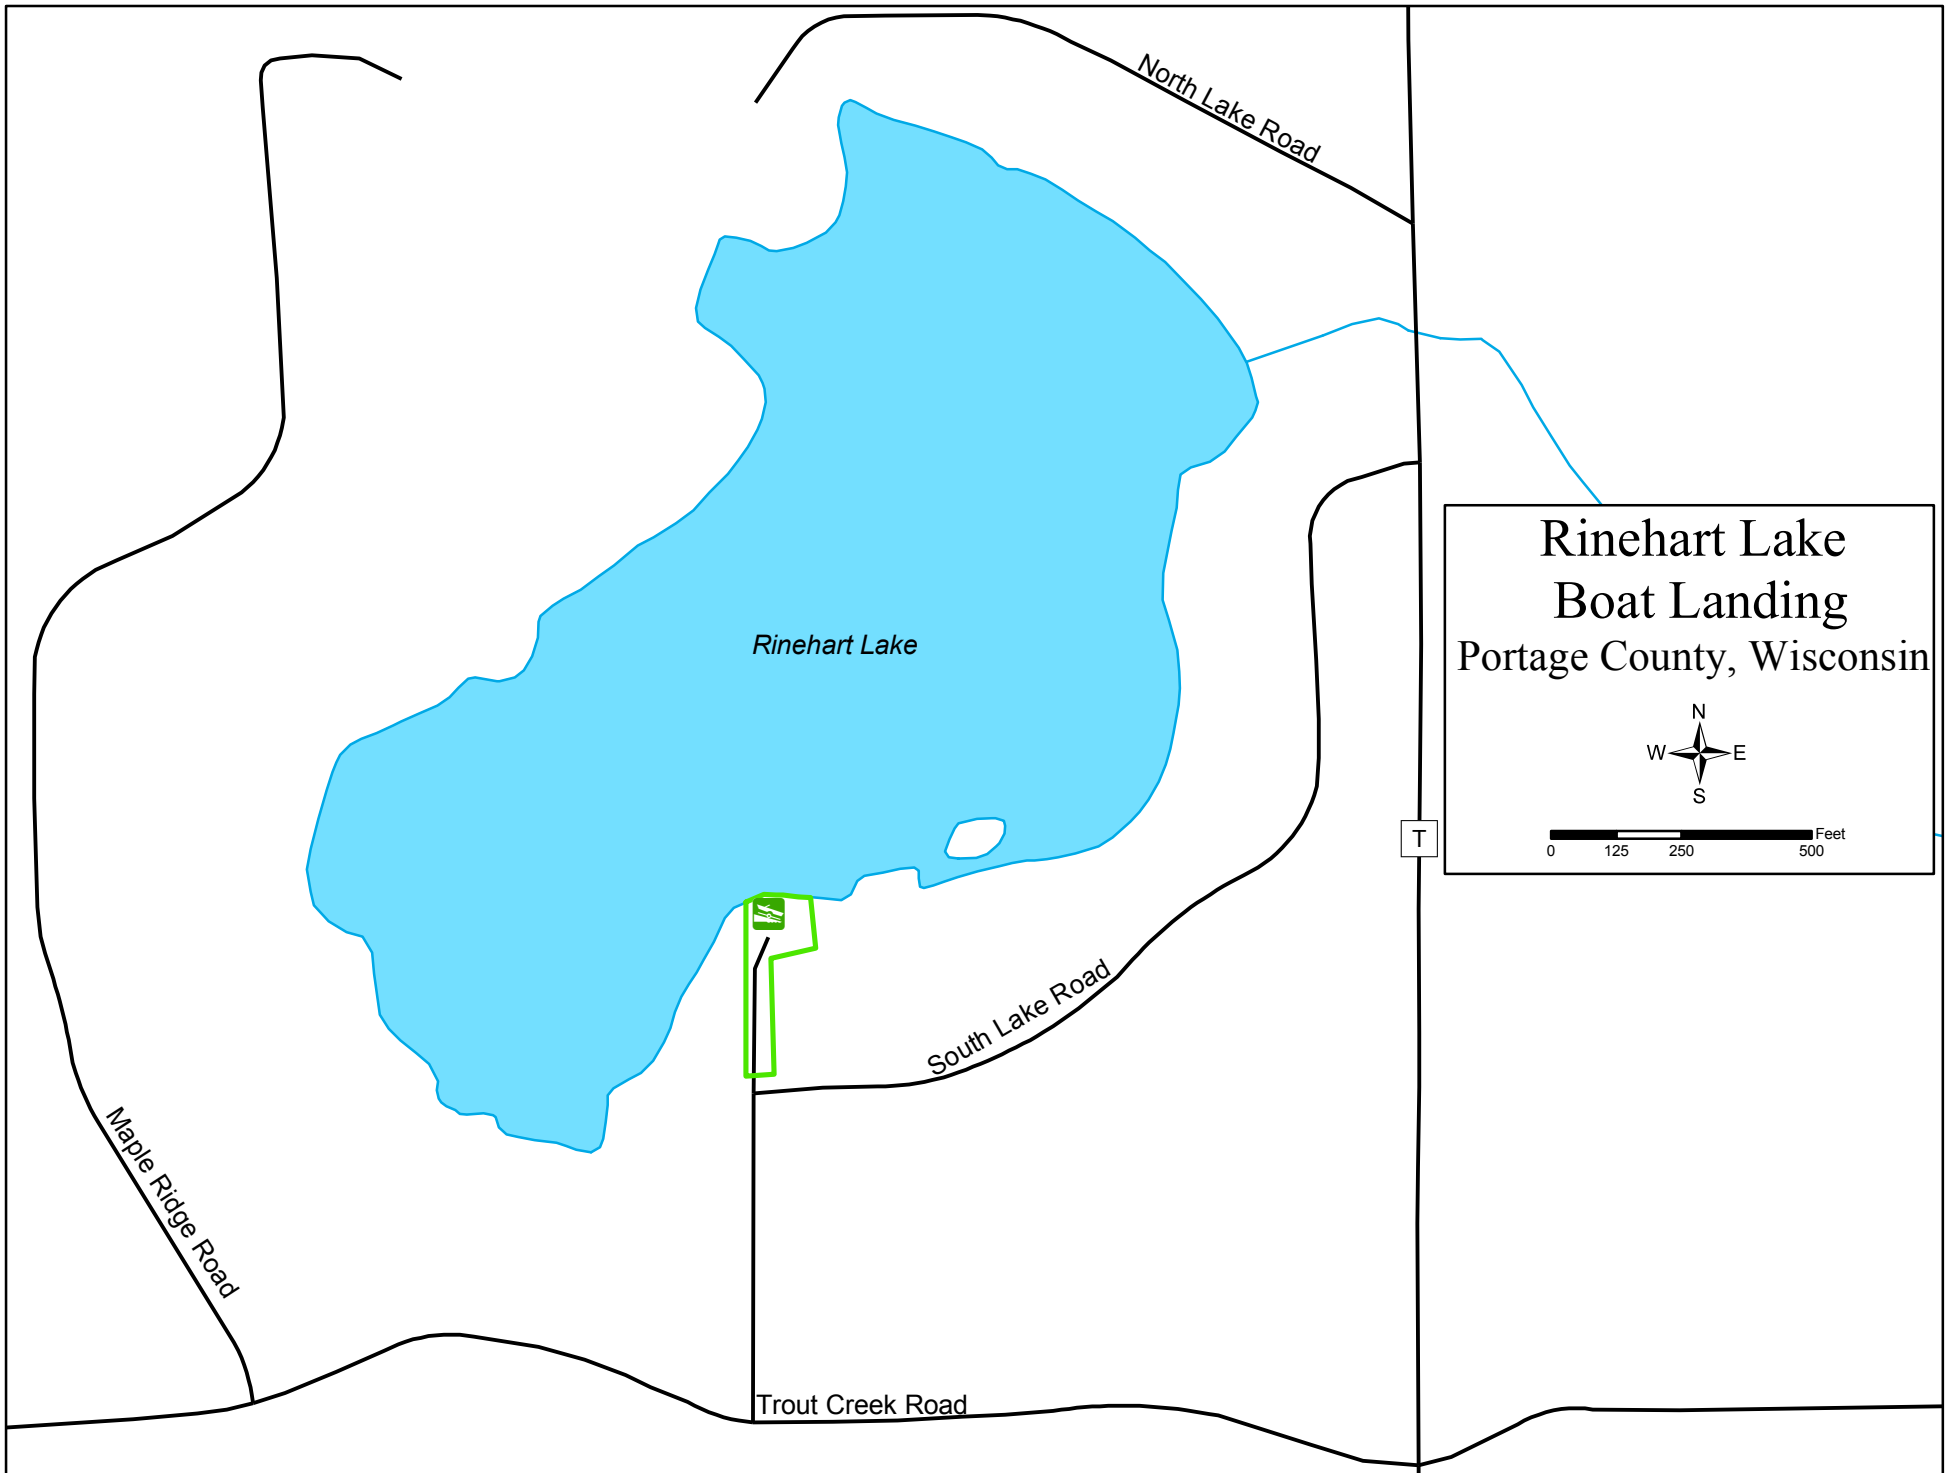 North Lake Road
Rinehart Lake
Boat Landing
Portage County, Wisconsin
N
W E
S
Feet
0 125 250 500
Rinehart Lake
T
South Lake Road
Maple Ridge Road
Trout Creek Road